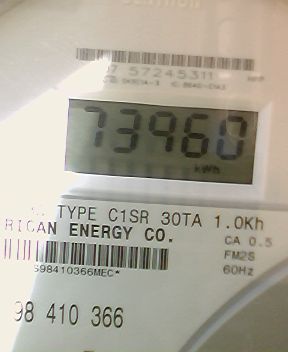 57245311
73960
kWh
TYPE C1SR 30TA 1.0Kh
RICAN ENERGY CO.
CA 0.5
FM2S
60Hz
98410366MEC*
98 410 366